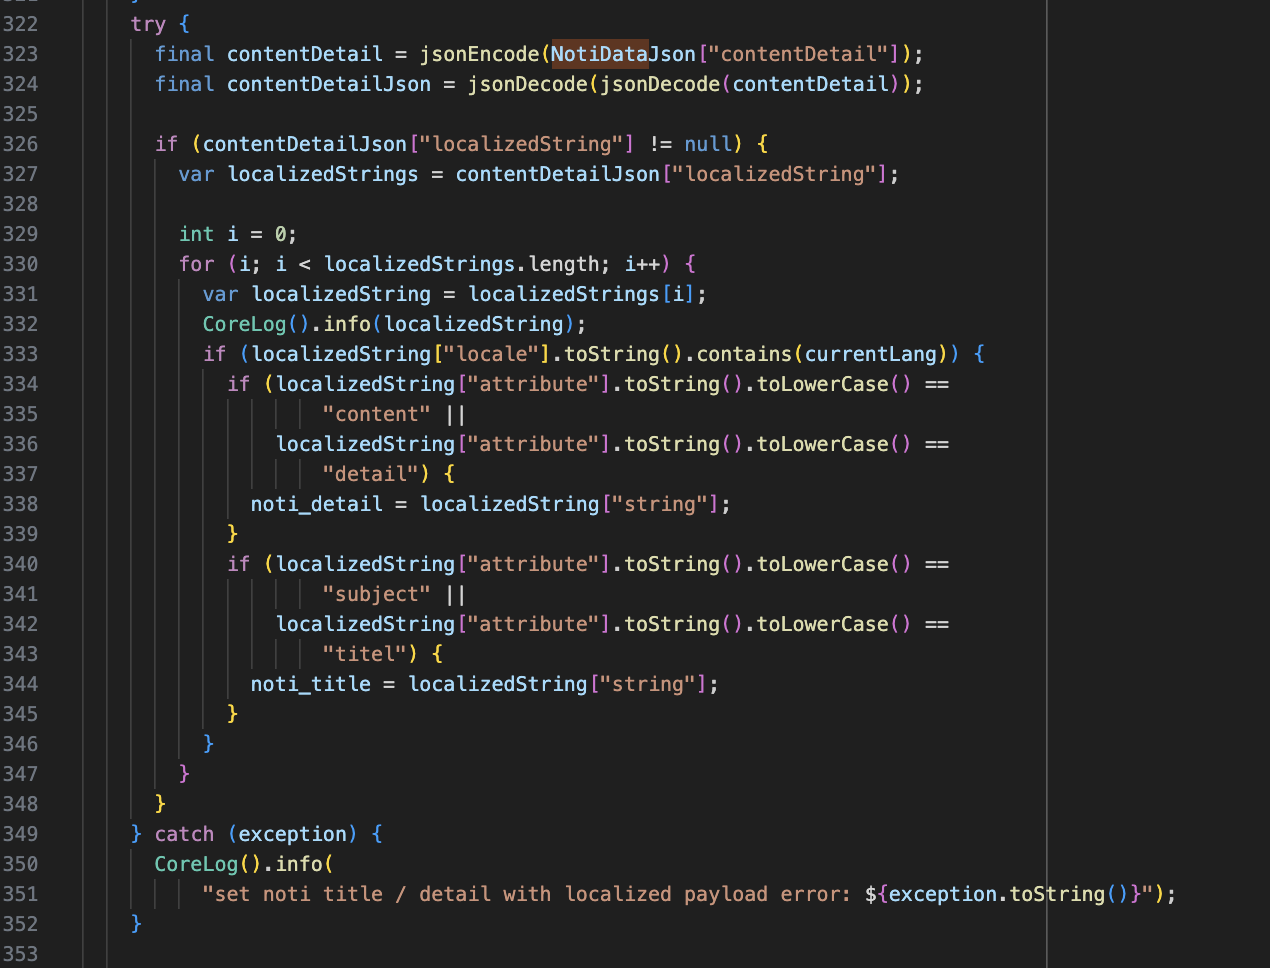 322 try {
323 final contentDetail = jsonEncode(NotiDataJson["contentDetail"]);
324 final contentDetailJson = jsonDecode(jsonDecode(contentDetail));
325
326 if (contentDetailJson["localizedString"] != null) {
327 var localizedStrings = contentDetailJson["localizedString"];
328
329 int i = 0;
330 for (i; i < localizedStrings.length; i++) {
331 var localizedString = localizedStrings[i];
332 CoreLog().info(localizedString);
333 if (localizedString["locale"].toString().contains(currentLang)) {
334 if (localizedString["attribute"].toString().toLowerCase() ==
335 "content" ||
336 localizedString["attribute"].toString().toLowerCase() ==
337 "detail") {
338 noti_detail = localizedString["string"];
339 }
340 if (localizedString["attribute"].toString().toLowerCase() ==
341 "subject" ||
342 localizedString["attribute"].toString().toLowerCase() ==
343 "titel") {
344 noti_title = localizedString["string"];
345 }
346 }
347 }
348 }
349 } catch (exception) {
350 CoreLog().info(
351 "set noti title / detail with localized payload error: ${exception.toString()}");
352 }
353